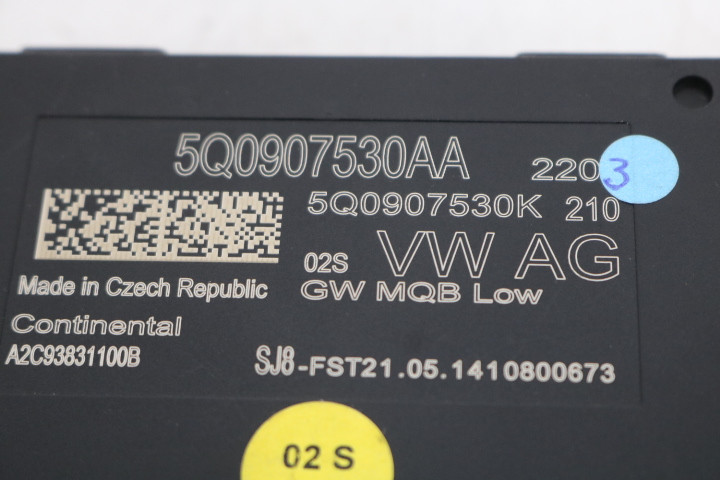 5Q0907530AA
2203
5Q0907530K 210
02S VW AG
Made in Czech Republic GW MQB Low
Continental
A2C93831100B SJ8-FST21.05.1410800673
02 S